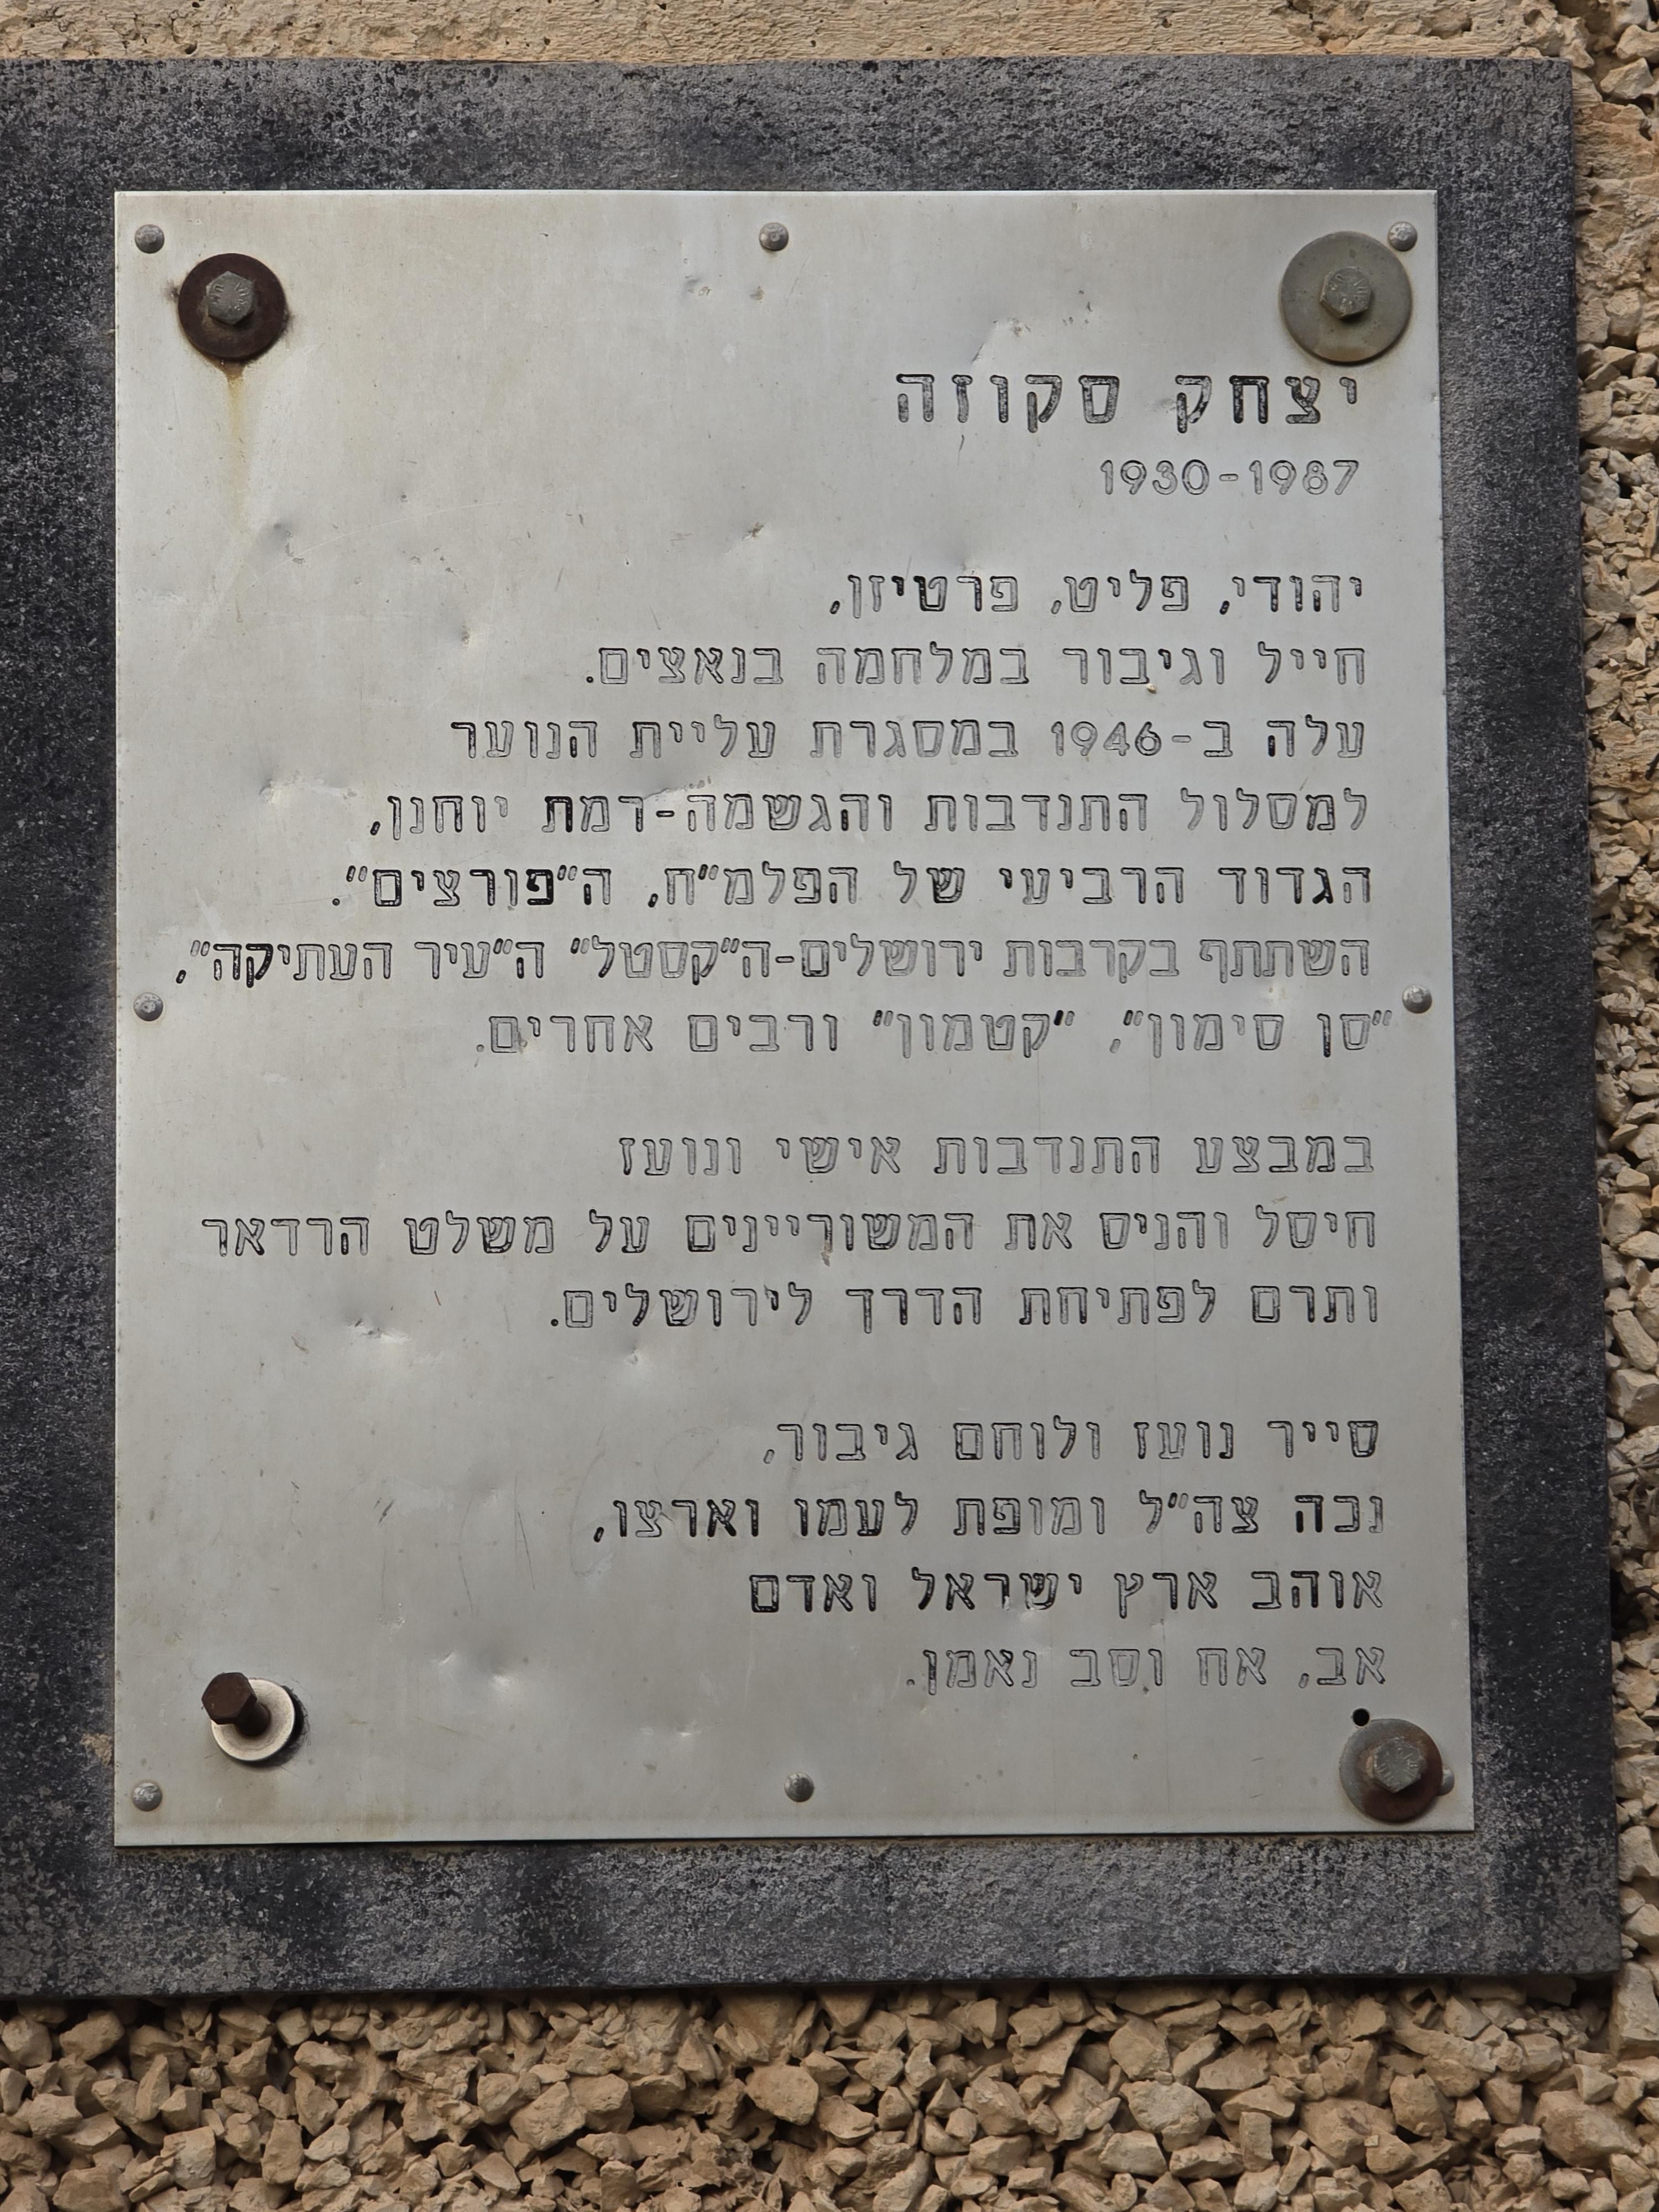 יצחק סקוזה
1930-1987
יהודי, פליט, פרטיזן,
חייל וגיבור במלחמה בנאצים.
עלה ב-1946 במסגרת עליית הנוער
למסלול התנדבות והגשמה-רמת יוחנן,
הגדוד הרביעי של הפלמ"ח, ה"פורצים".
השתתף בקרבות ירושלים-ה"קסטל" ה"עיר העתיקה",
"סן סימון", "קטמון" ורבים אחרים.
במבצע התנדבות אישי ונועז
חיסל והניס את המשוריינים על משלט הרדאר
ותרם לפתיחת הדרך לירושלים.
סייר נועז ולוחם גיבור,
נכה צה"ל ומופת לעמו וארצו,
אוהב ארץ ישראל ואדם
אב, אח וסב נאמן.